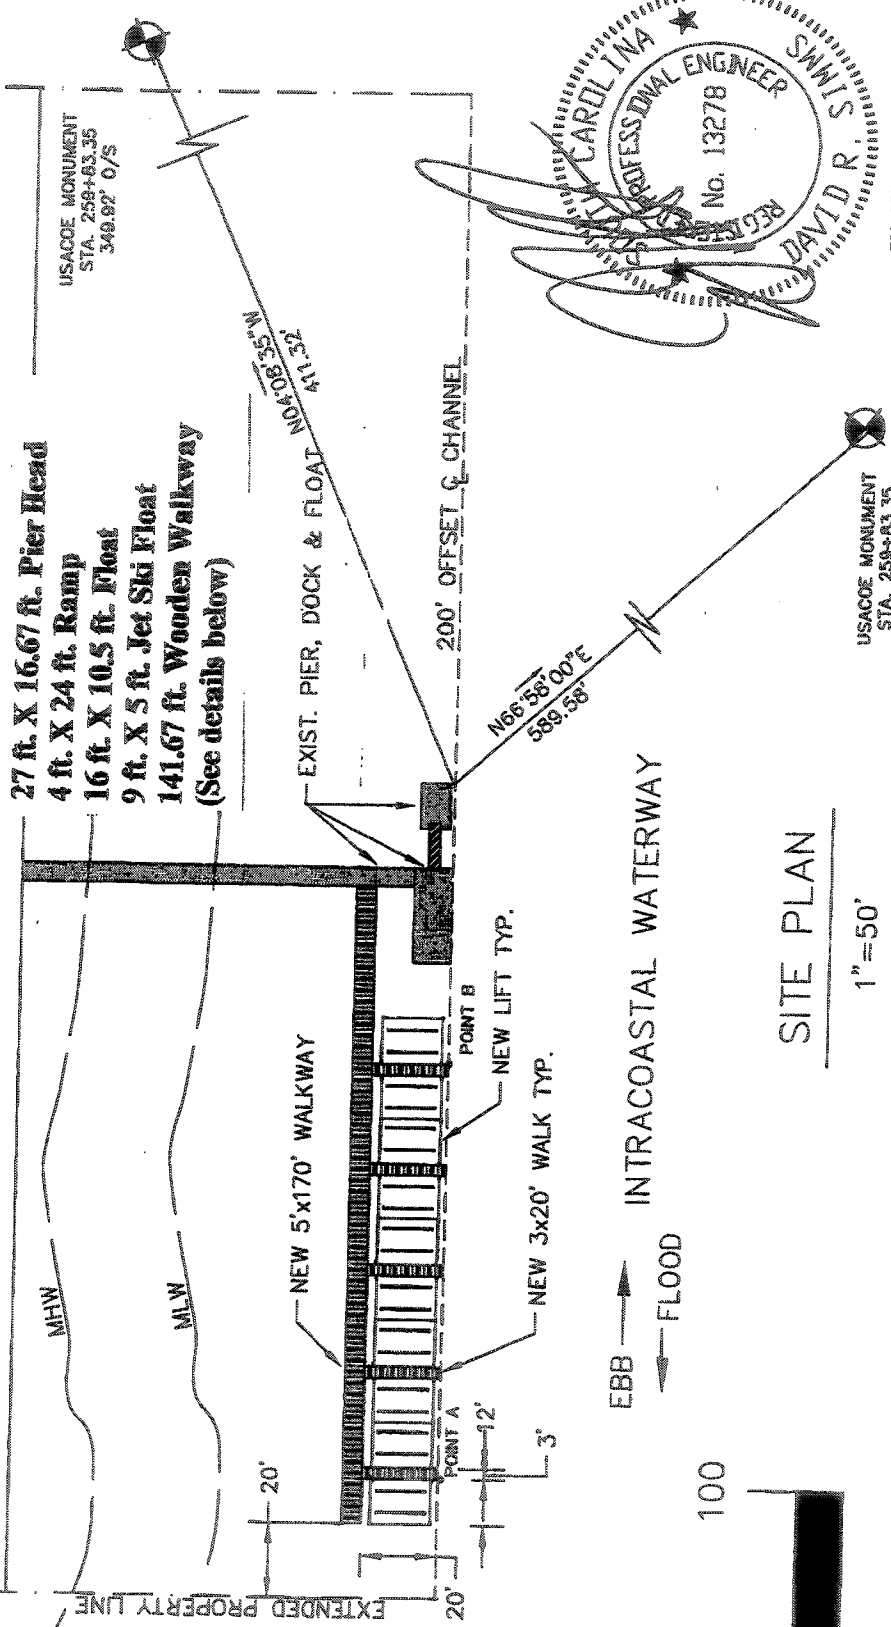 USACOE MONUMENT
STA. 259+83.35
349.92' O/S
27 ft. X 16.67 ft. Pier Head
4 ft. X 24 ft. Ramp
16 ft. X 10.5 ft. Float
9 ft. X 5 ft. Jet Ski Float
141.67 ft. Wooden Walkway
(See details below)
N04°08'35"W
411.32'
EXIST. PIER, DOCK & FLOAT
200' OFFSET ℄ CHANNEL
N66°58'00"E
589.58'
USACOE MONUMENT
STA. 259+83.35
CAROLINA
REGISTERED PROFESSIONAL ENGINEER
No. 13278
DAVID R. SIMMS
MHW
MLW
NEW 5'x170' WALKWAY
POINT B
NEW LIFT TYP.
NEW 3x20' WALK TYP.
POINT A
12'
3'
20'
20'
EXTENDED PROPERTY LINE
EBB
FLOOD
INTRACOASTAL WATERWAY
SITE PLAN
1"=50'
100